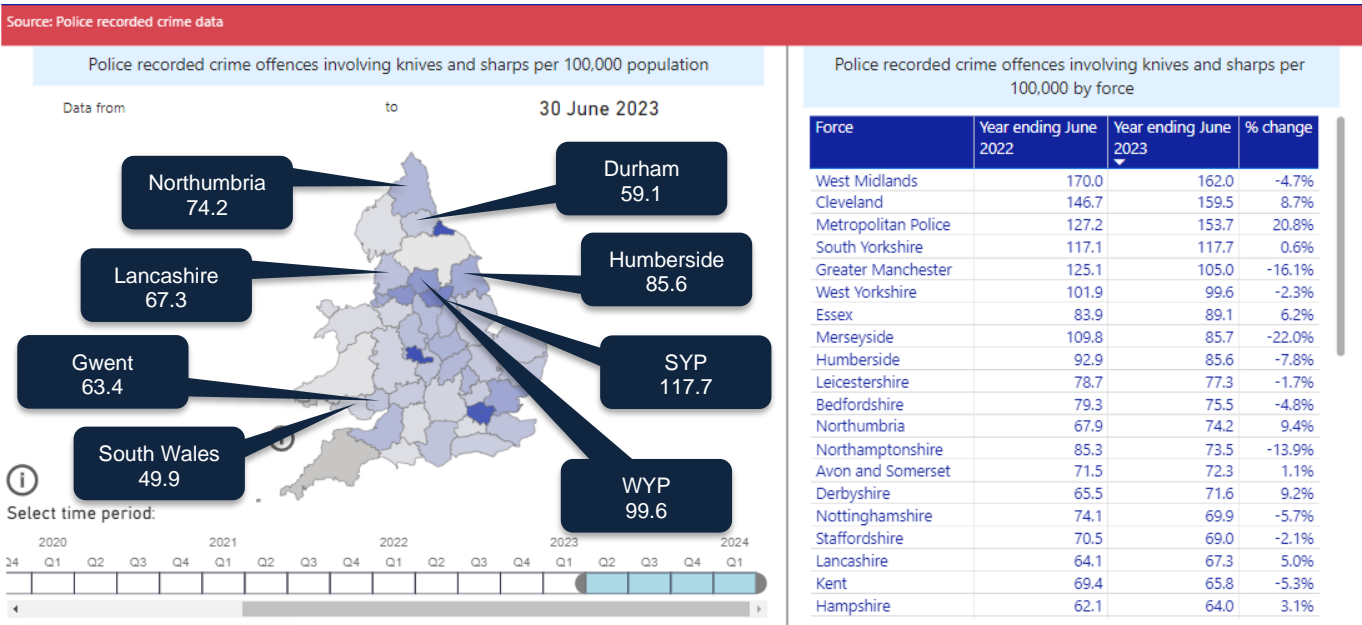 Source: Police recorded crime data
Police recorded crime offences involving knives and sharps per 100,000 population
Data from to 30 June 2023
Northumbria
74.2
Durham
59.1
Lancashire
67.3
Humberside
85.6
Gwent
63.4
SYP
117.7
South Wales
49.9
WYP
99.6
i
Select time period:
2020 2021 2022 2023 2024
Q4 Q1 Q2 Q3 Q4 Q1 Q2 Q3 Q4 Q1 Q2 Q3 Q4 Q1 Q2 Q3 Q4 Q1
Police recorded crime offences involving knives and sharps per
100,000 by force
Force Year ending June 2022 Year ending June 2023 % change
West Midlands 170.0 162.0 -4.7%
Cleveland 146.7 159.5 8.7%
Metropolitan Police 127.2 153.7 20.8%
South Yorkshire 117.1 117.7 0.6%
Greater Manchester 125.1 105.0 -16.1%
West Yorkshire 101.9 99.6 -2.3%
Essex 83.9 89.1 6.2%
Merseyside 109.8 85.7 -22.0%
Humberside 92.9 85.6 -7.8%
Leicestershire 78.7 77.3 -1.7%
Bedfordshire 79.3 75.5 -4.8%
Northumbria 67.9 74.2 9.4%
Northamptonshire 85.3 73.5 -13.9%
Avon and Somerset 71.5 72.3 1.1%
Derbyshire 65.5 71.6 9.2%
Nottinghamshire 74.1 69.9 -5.7%
Staffordshire 70.5 69.0 -2.1%
Lancashire 64.1 67.3 5.0%
Kent 69.4 65.8 -5.3%
Hampshire 62.1 64.0 3.1%